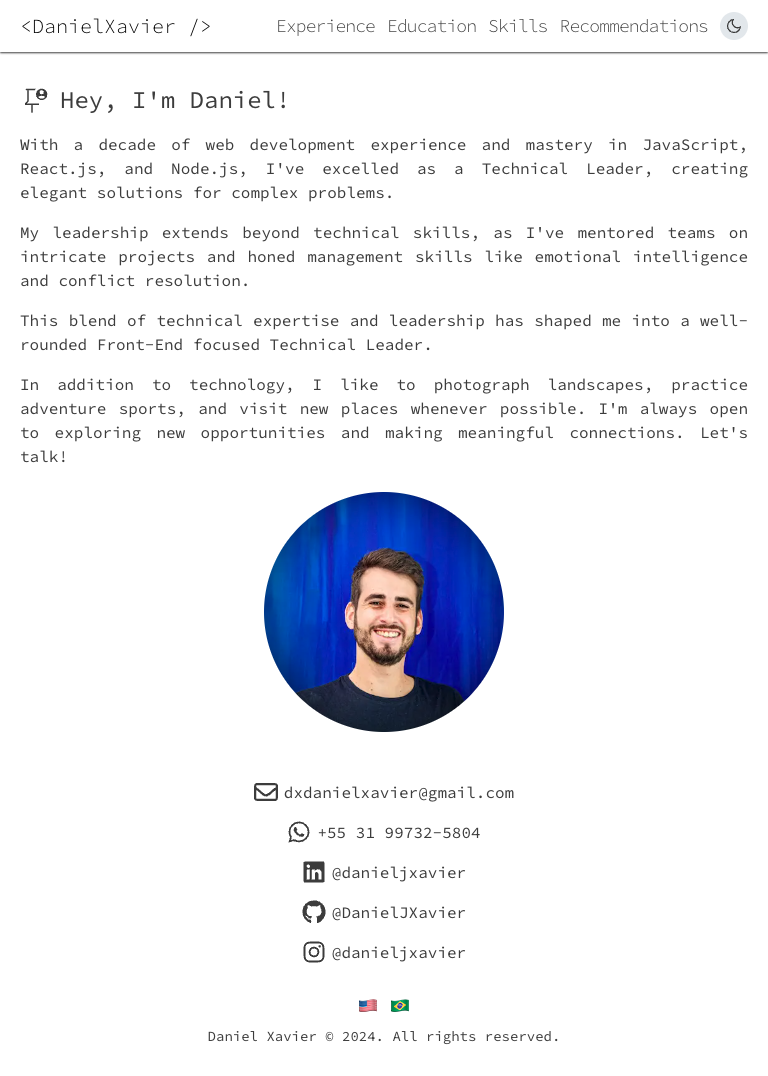 <DanielXavier />
Experience Education Skills Recommendations
Hey, I'm Daniel!
With a decade of web development experience and mastery in JavaScript,
React.js, and Node.js, I've excelled as a Technical Leader, creating
elegant solutions for complex problems.
My leadership extends beyond technical skills, as I've mentored teams on
intricate projects and honed management skills like emotional intelligence
and conflict resolution.
This blend of technical expertise and leadership has shaped me into a well-
rounded Front-End focused Technical Leader.
In addition to technology, I like to photograph landscapes, practice
adventure sports, and visit new places whenever possible. I'm always open
to exploring new opportunities and making meaningful connections. Let's
talk!
dxdanielxavier@gmail.com
+55 31 99732-5804
@danieljxavier
@DanielJXavier
@danieljxavier
Daniel Xavier © 2024. All rights reserved.